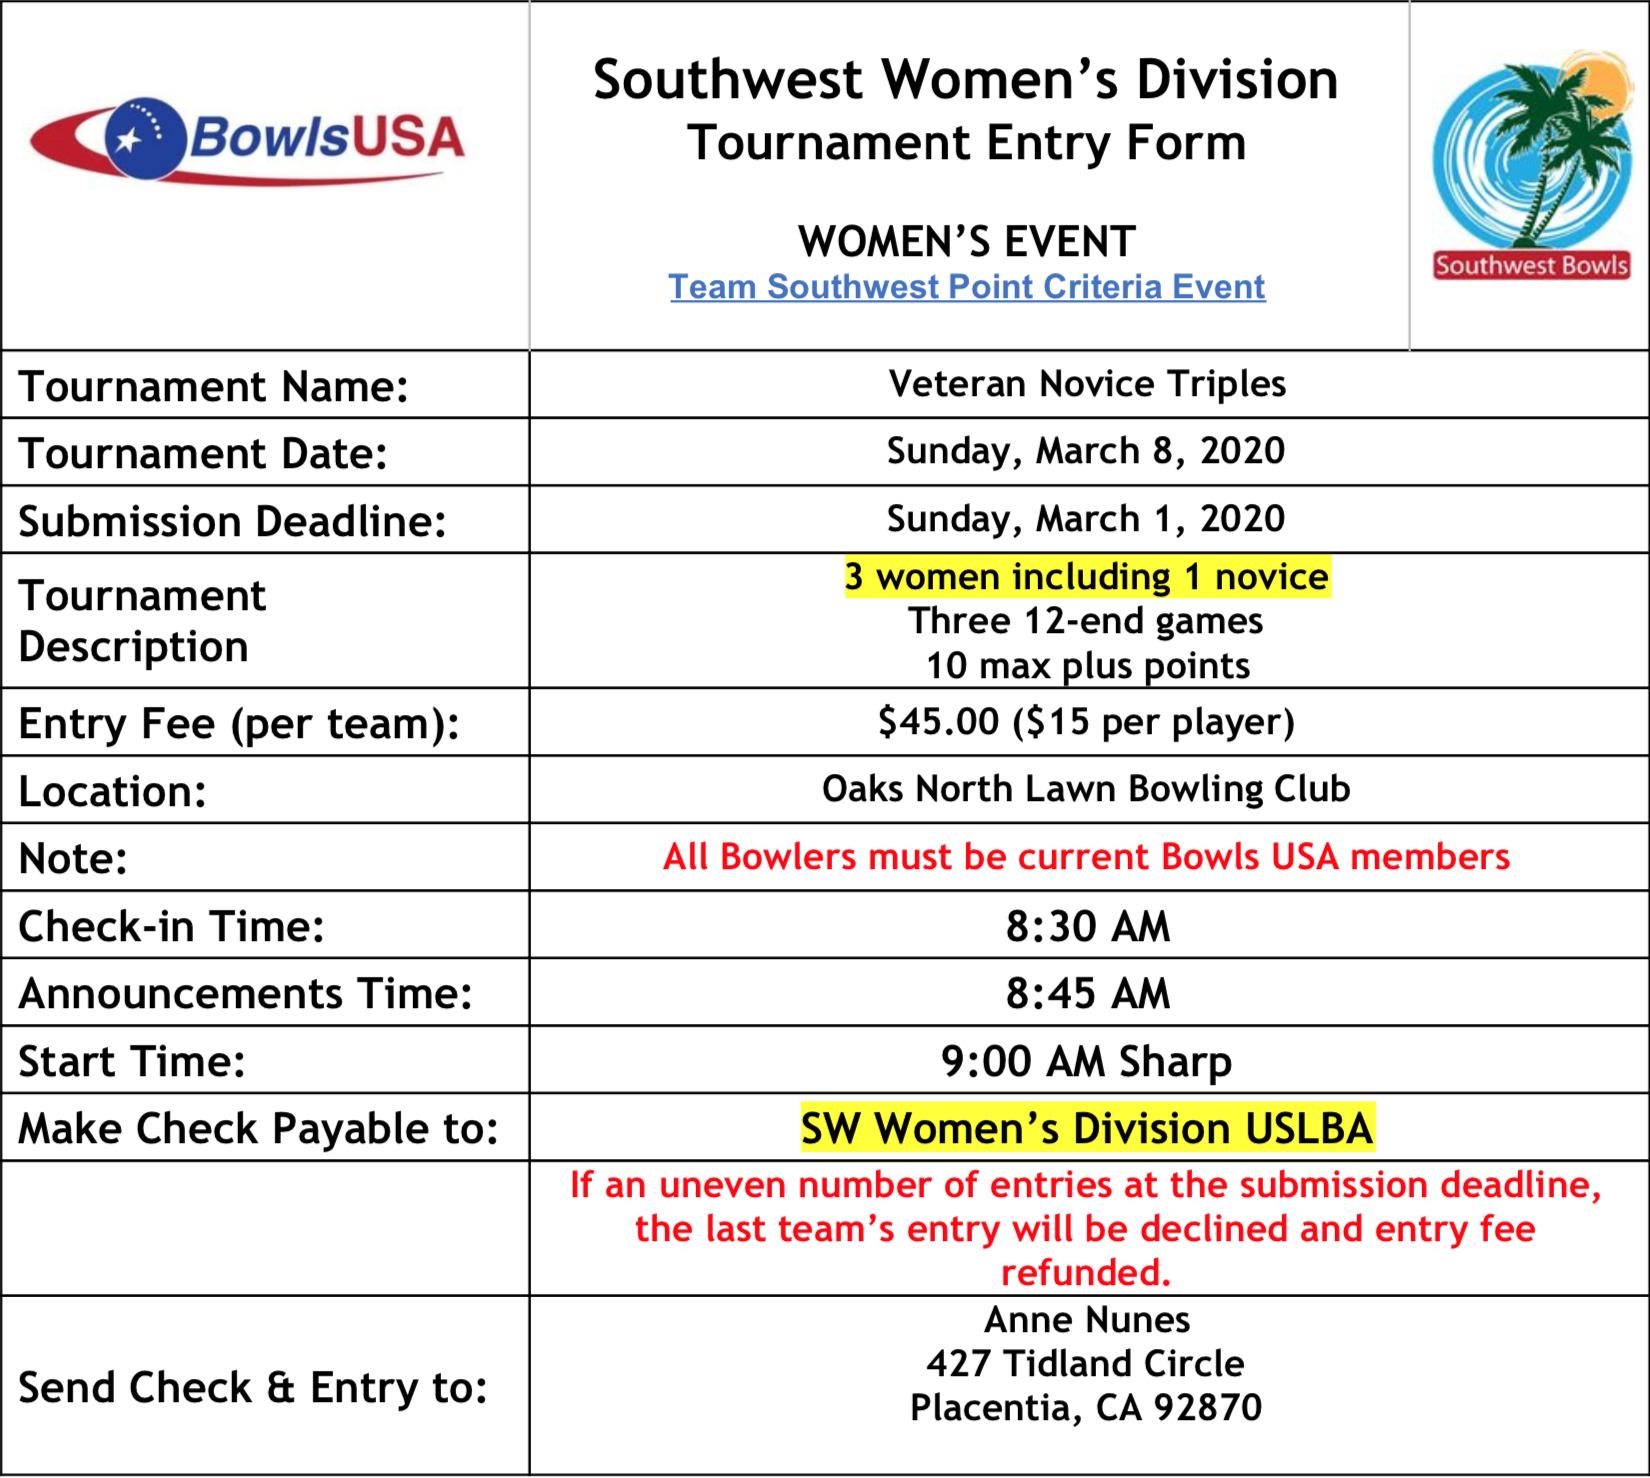 BowlsUSA
Southwest Women’s Division
Tournament Entry Form
WOMEN’S EVENT
Team Southwest Point Criteria Event
Southwest Bowls
Tournament Name:
Veteran Novice Triples
Tournament Date:
Sunday, March 8, 2020
Submission Deadline:
Sunday, March 1, 2020
Tournament
Description
3 women including 1 novice
Three 12-end games
10 max plus points
Entry Fee (per team):
$45.00 ($15 per player)
Location:
Oaks North Lawn Bowling Club
Note:
All Bowlers must be current Bowls USA members
Check-in Time:
8:30 AM
Announcements Time:
8:45 AM
Start Time:
9:00 AM Sharp
Make Check Payable to:
SW Women’s Division USLBA
If an uneven number of entries at the submission deadline,
the last team’s entry will be declined and entry fee
refunded.
Send Check & Entry to:
Anne Nunes
427 Tidland Circle
Placentia, CA 92870